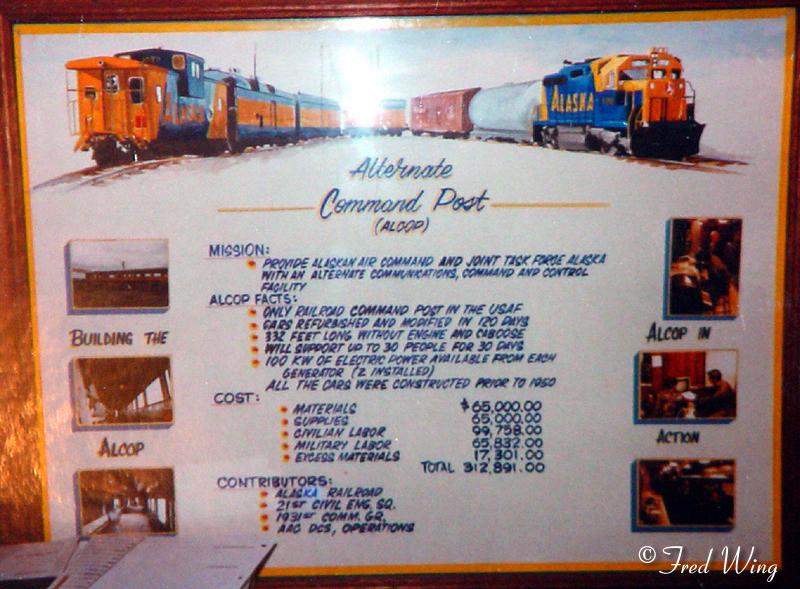 ALASKA
ALASKA
Alternate
Command Post
(ALCOP)
MISSION:
PROVIDE ALASKAN AIR COMMAND AND JOINT TASK FORCE ALASKA
WITH AN ALTERNATE COMMUNICATIONS, COMMAND AND CONTROL
FACILITY
ALCOP FACTS:
ONLY RAILROAD COMMAND POST IN THE USAF
CARS REFURBISHED AND MODIFIED IN 120 DAYS
332 FEET LONG WITHOUT ENGINE AND CABOOSE
WILL SUPPORT UP TO 30 PEOPLE FOR 30 DAYS
100 KW OF ELECTRIC POWER AVAILABLE FROM EACH
GENERATOR (2 INSTALLED)
ALL THE CARS WERE CONSTRUCTED PRIOR TO 1950
COST:
MATERIALS $65,000.00
SUPPLIES 65,000.00
CIVILIAN LABOR 99,758.00
MILITARY LABOR 65,832.00
EXCESS MATERIALS 17,301.00
TOTAL 312,891.00
CONTRIBUTORS:
ALASKA RAILROAD
21ST CIVIL ENG. SQ.
1931ST COMM. GP.
AAC DCS, OPERATIONS
BUILDING THE
ALCOP
ALCOP IN
ACTION
© Fred Wing